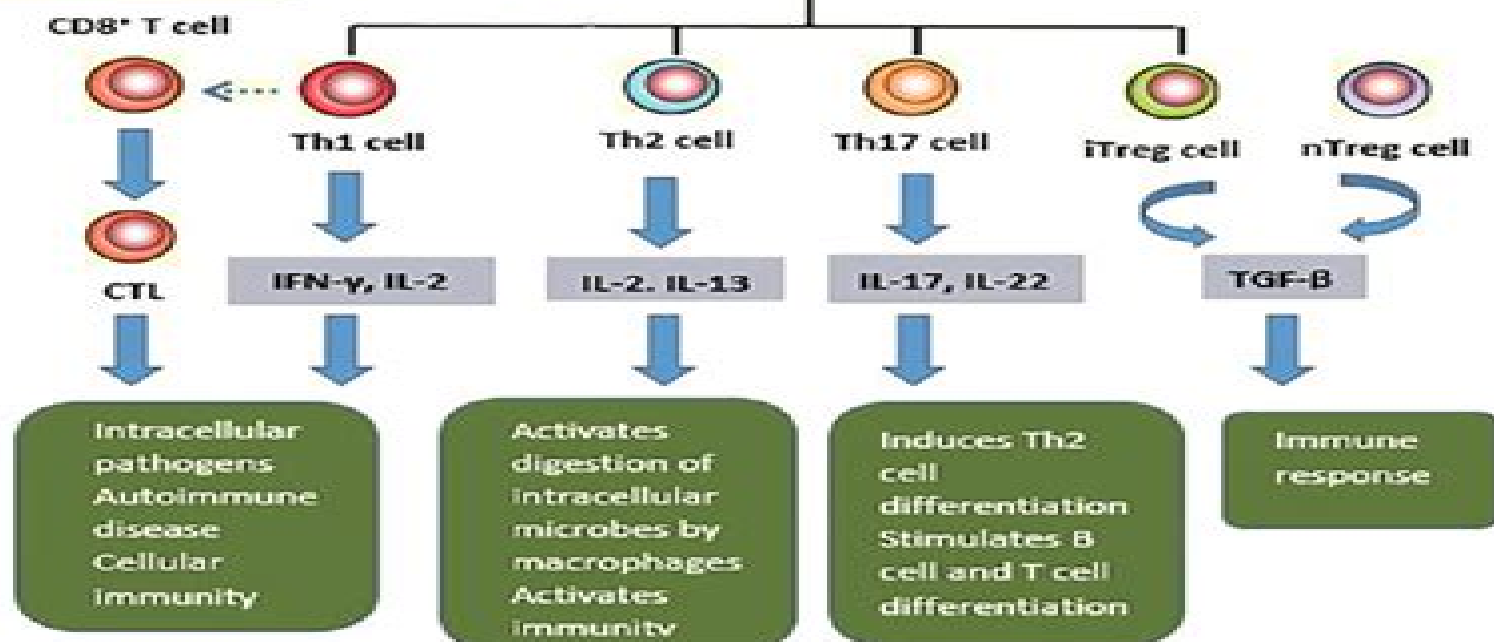 CD8⁺ T cell
Th1 cell
Th2 cell
Th17 cell
iTreg cell
nTreg cell
CTL
IFN-γ, IL-2
IL-2. IL-13
IL-17, IL-22
TGF-β
Intracellular
pathogens
Autoimmune
disease
Cellular
immunity
Activates
digestion of
intracellular
microbes by
macrophages
Activates
immunity
Induces Th2
cell
differentiation
Stimulates B
cell and T cell
differentiation
Immune
response